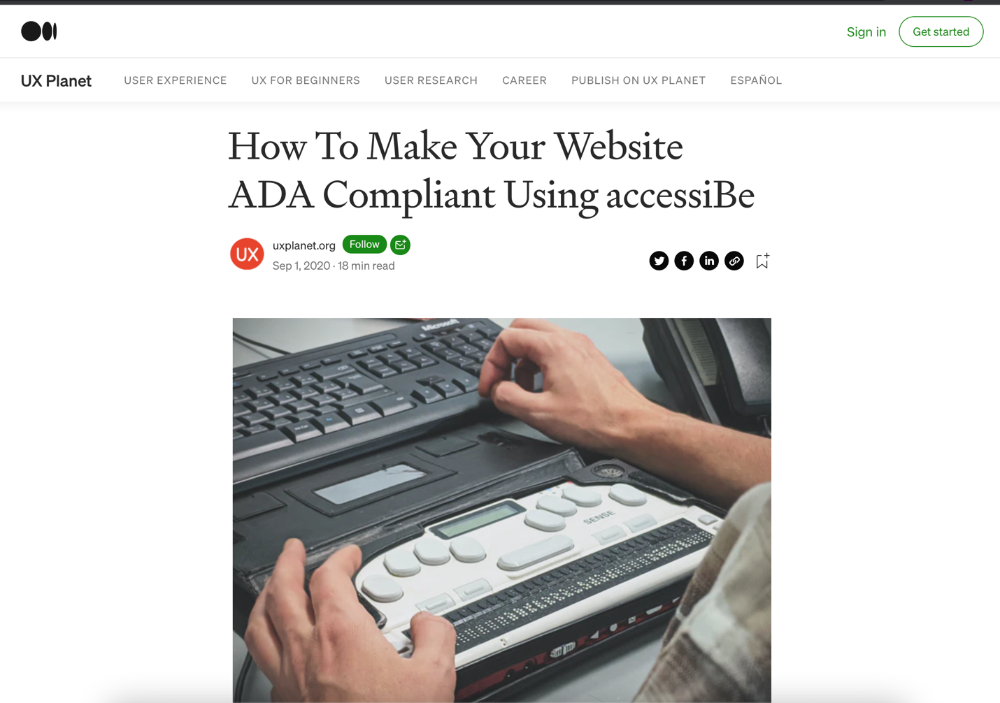 Sign in
Get started
UX Planet
USER EXPERIENCE
UX FOR BEGINNERS
USER RESEARCH
CAREER
PUBLISH ON UX PLANET
ESPAÑOL
How To Make Your Website
ADA Compliant Using accessiBe
UX
uxplanet.org
Follow
Sep 1, 2020 · 18 min read
Microsoft
SENSE